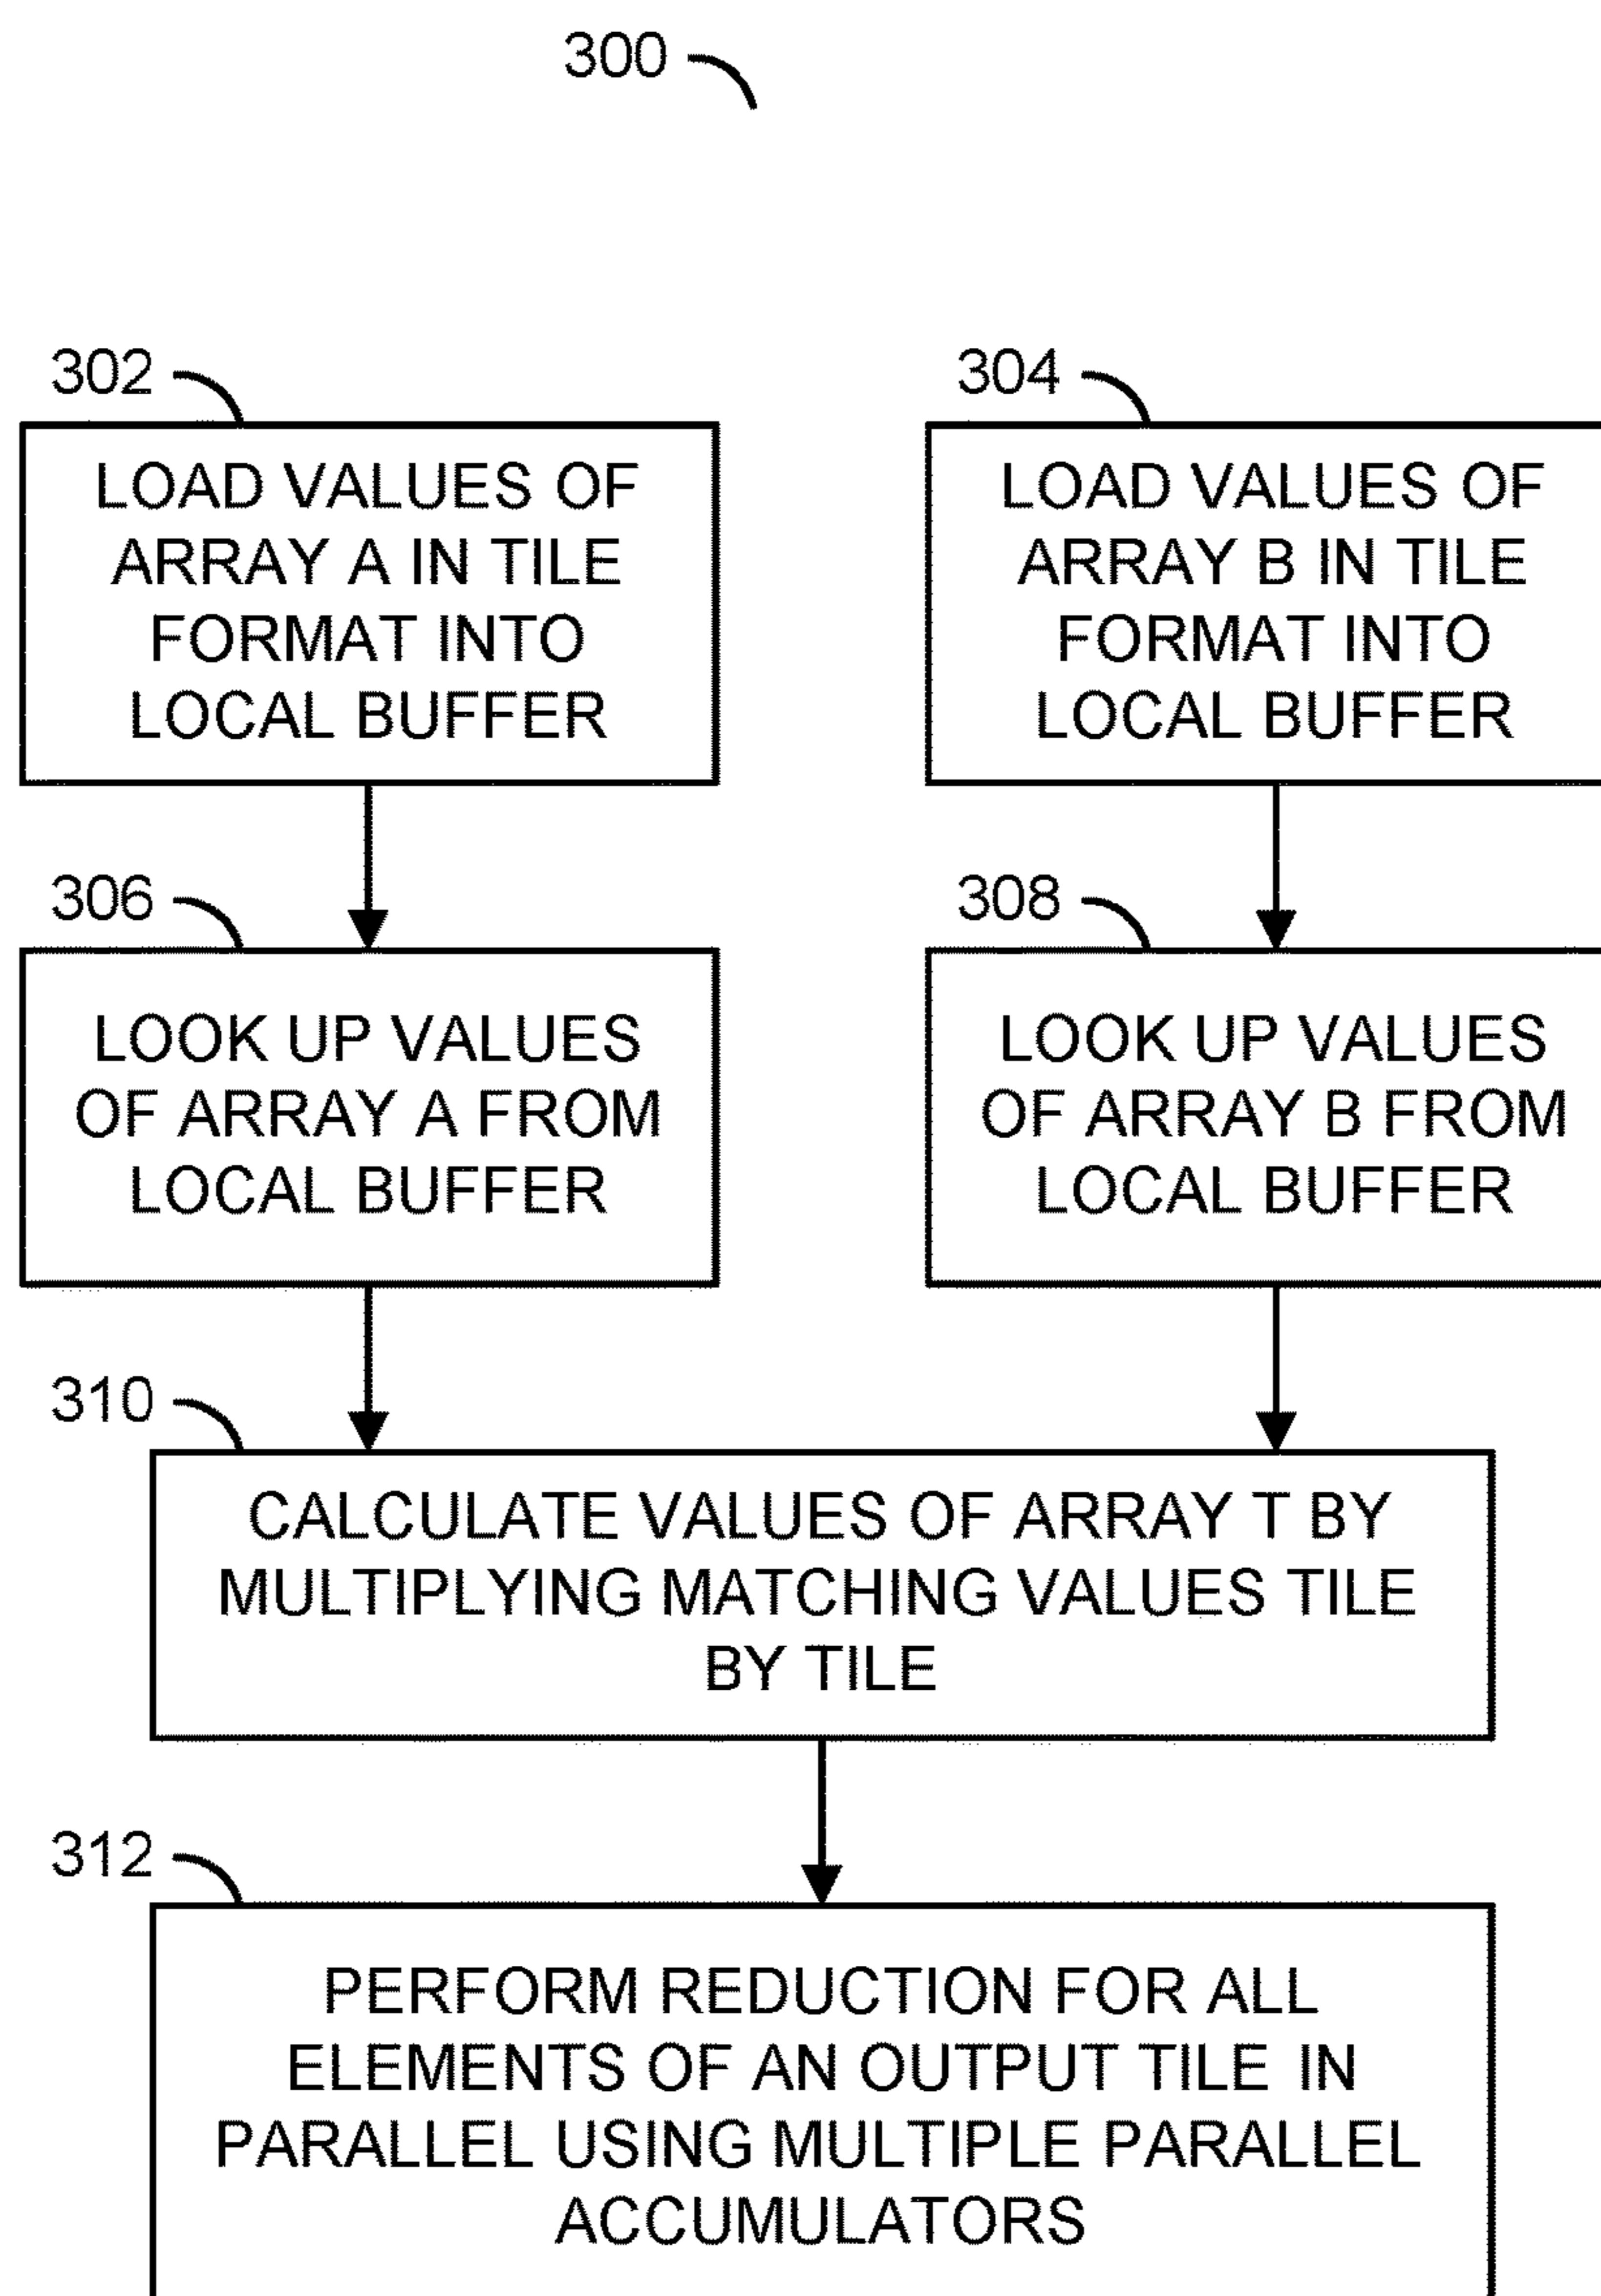 300
302
LOAD VALUES OF
ARRAY A IN TILE
FORMAT INTO
LOCAL BUFFER
304
LOAD VALUES OF
ARRAY B IN TILE
FORMAT INTO
LOCAL BUFFER
306
LOOK UP VALUES
OF ARRAY A FROM
LOCAL BUFFER
308
LOOK UP VALUES
OF ARRAY B FROM
LOCAL BUFFER
310
CALCULATE VALUES OF ARRAY T BY
MULTIPLYING MATCHING VALUES TILE
BY TILE
312
PERFORM REDUCTION FOR ALL
ELEMENTS OF AN OUTPUT TILE IN
PARALLEL USING MULTIPLE PARALLEL
ACCUMULATORS